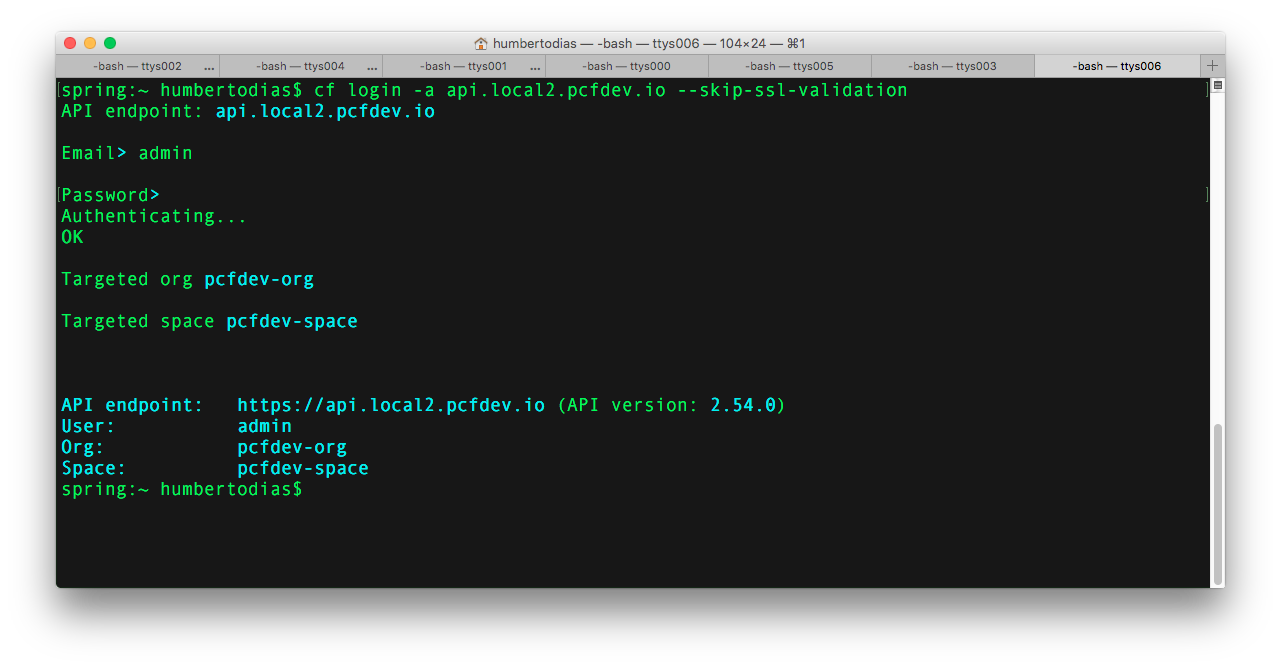 humbertodias — -bash — ttys006 — 104×24 — ⌘1
-bash — ttys002 ... -bash — ttys004 ... -bash — ttys001 ... -bash — ttys000 -bash — ttys005 -bash — ttys003 -bash — ttys006 +
[spring:~ humbertodias$ cf login -a api.local2.pcfdev.io --skip-ssl-validation ]
API endpoint: api.local2.pcfdev.io
Email> admin
[Password> ]
Authenticating...
OK
Targeted org pcfdev-org
Targeted space pcfdev-space
API endpoint: https://api.local2.pcfdev.io (API version: 2.54.0)
User: admin
Org: pcfdev-org
Space: pcfdev-space
spring:~ humbertodias$